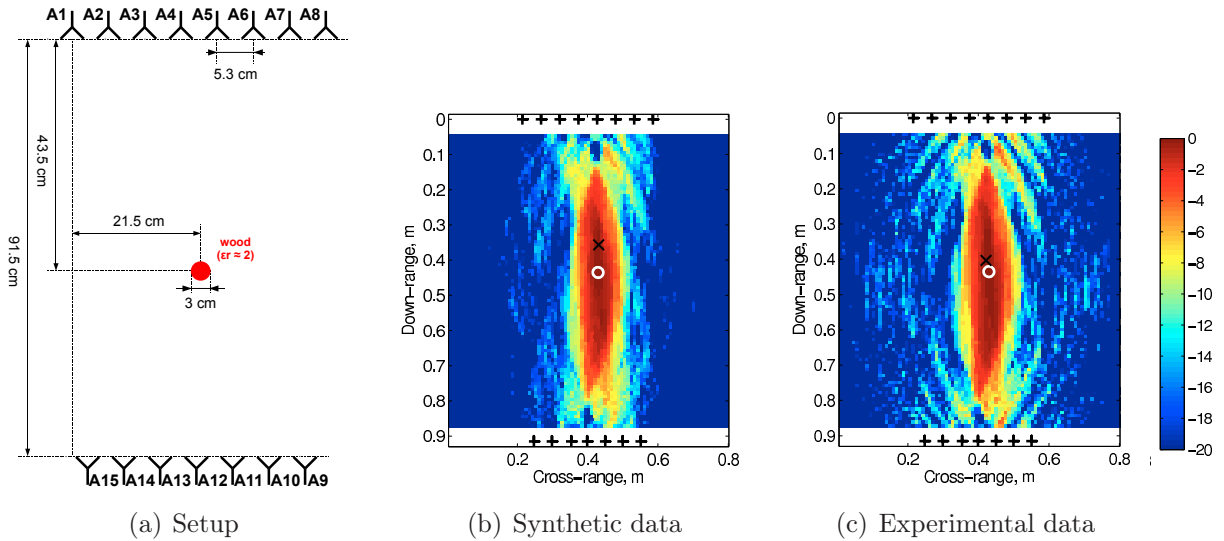 A1 A2 A3 A4 A5 A6 A7 A8
5.3 cm
43.5 cm
91.5 cm
21.5 cm
wood
(εr ≈ 2)
3 cm
A15 A14 A13 A12 A11 A10 A9
(a) Setup
0
0.1
0.2
0.3
0.4
0.5
0.6
0.7
0.8
0.9
Down-range, m
0.2 0.4 0.6 0.8
Cross-range, m
(b) Synthetic data
0
0.1
0.2
0.3
0.4
0.5
0.6
0.7
0.8
0.9
Down-range, m
0.2 0.4 0.6 0.8
Cross-range, m
(c) Experimental data
0
−2
−4
−6
−8
−10
−12
−14
−16
−18
−20